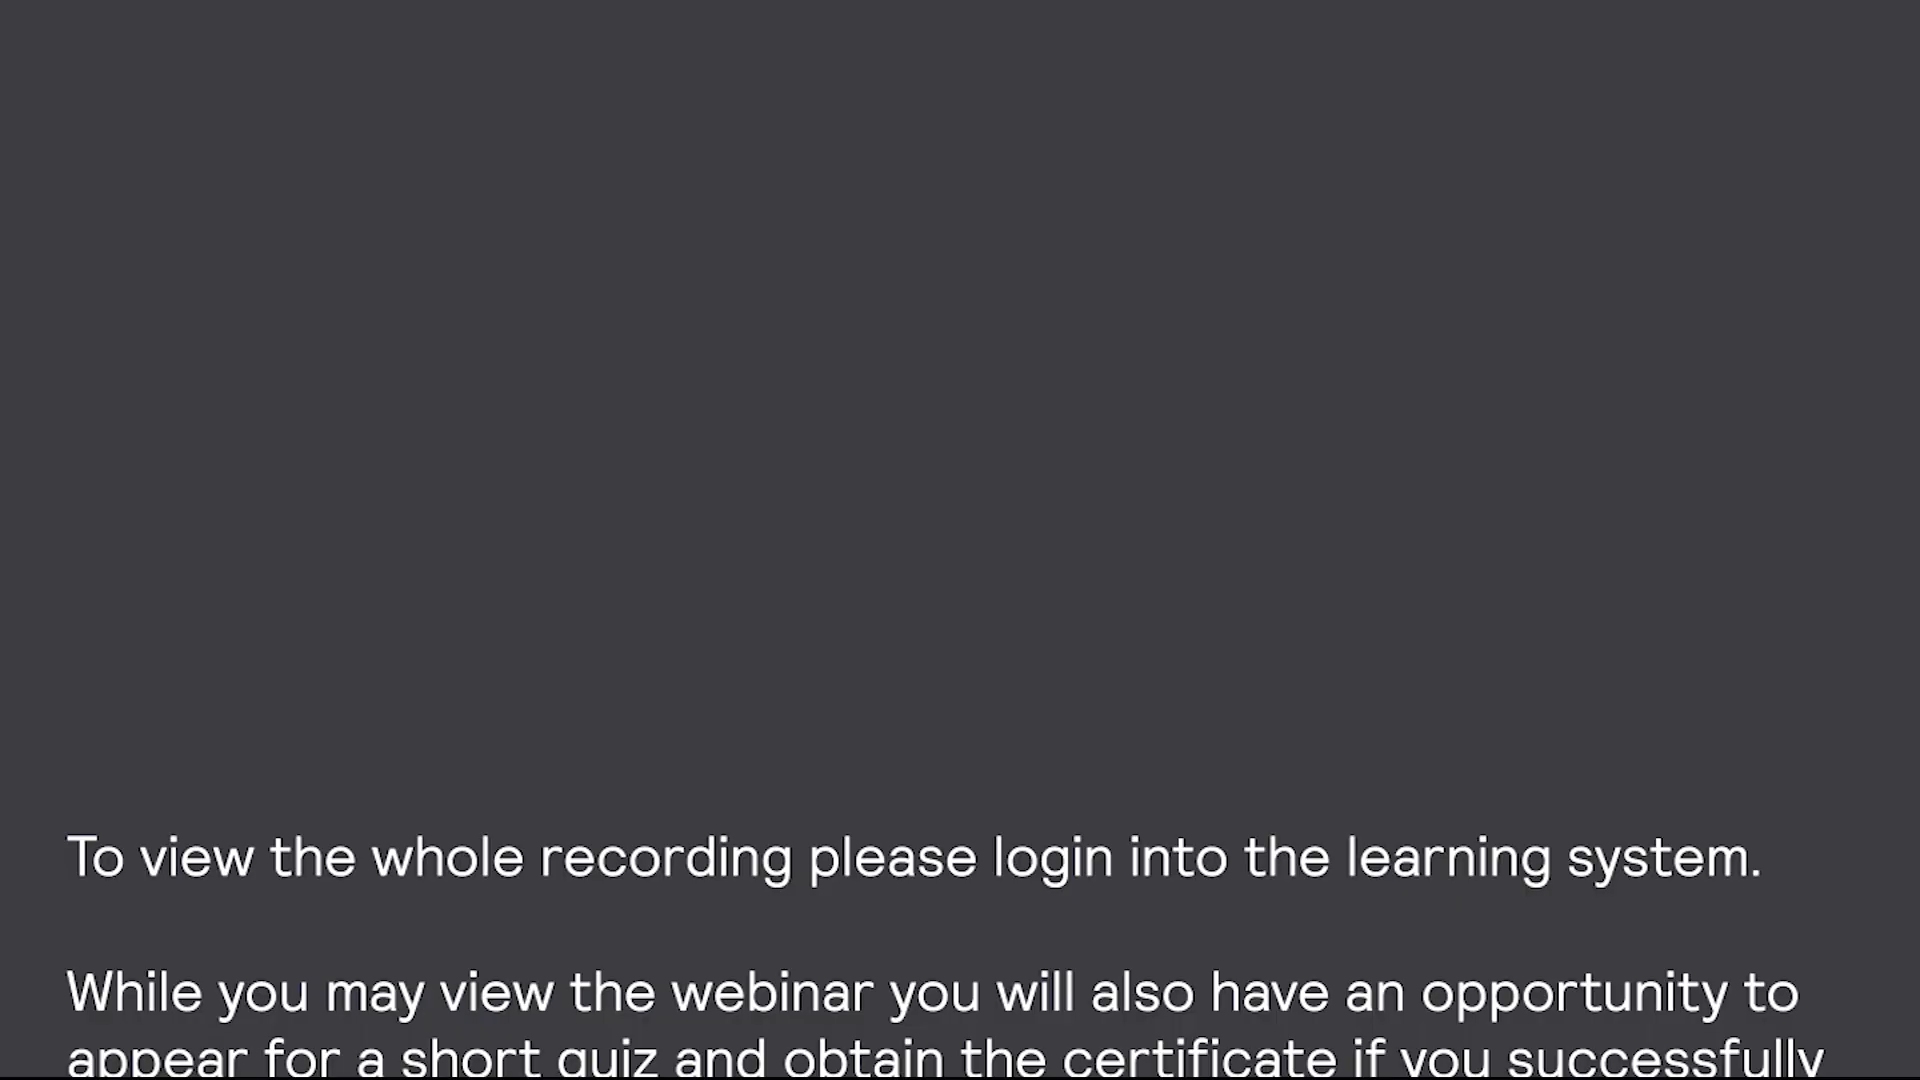 To view the whole recording please login into the learning system.
While you may view the webinar you will also have an opportunity to
appear for a short quiz and obtain the certificate if you successfully